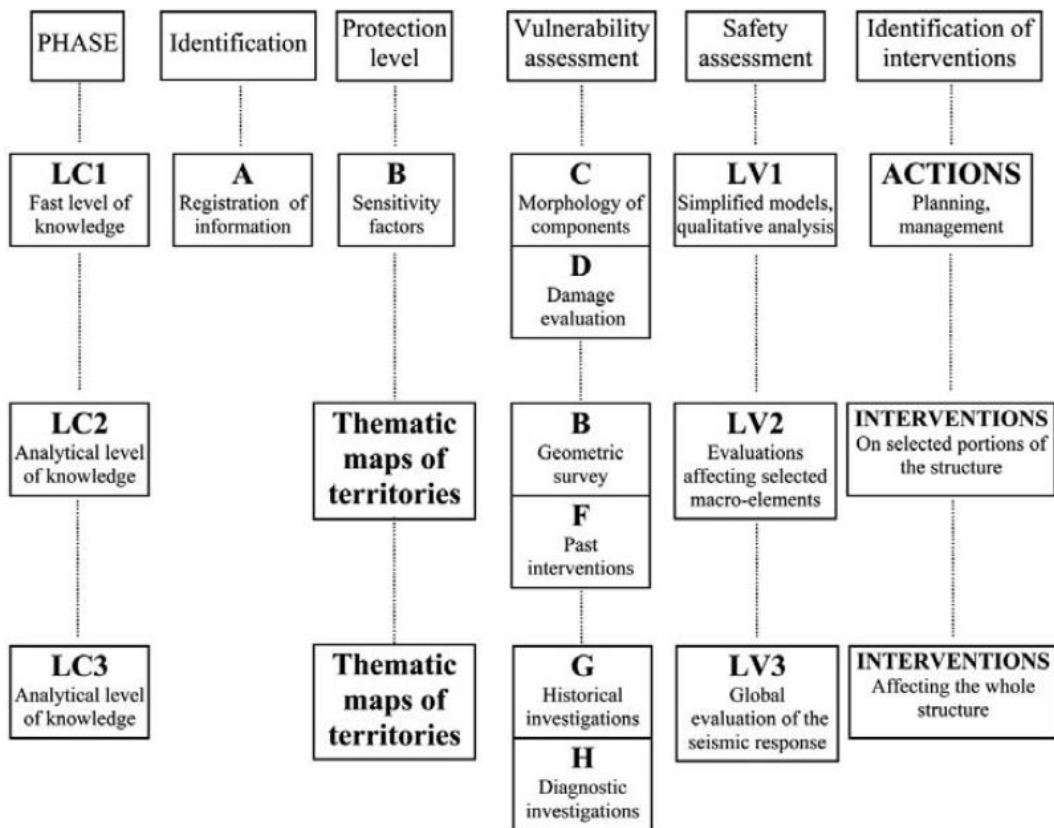 PHASE
Identification
Protection
level
Vulnerability
assessment
Safety
assessment
Identification of
interventions
LC1
Fast level of
knowledge
A
Registration of
information
B
Sensitivity
factors
C
Morphology of
components
D
Damage
evaluation
LV1
Simplified models,
qualitative analysis
ACTIONS
Planning,
management
LC2
Analytical level
of knowledge
Thematic
maps of
territories
B
Geometric
survey
F
Past
interventions
LV2
Evaluations
affecting selected
macro-elements
INTERVENTIONS
On selected portions of
the structure
LC3
Analytical level
of knowledge
Thematic
maps of
territories
G
Historical
investigations
H
Diagnostic
investigations
LV3
Global
evaluation of the
seismic response
INTERVENTIONS
Affecting the whole
structure